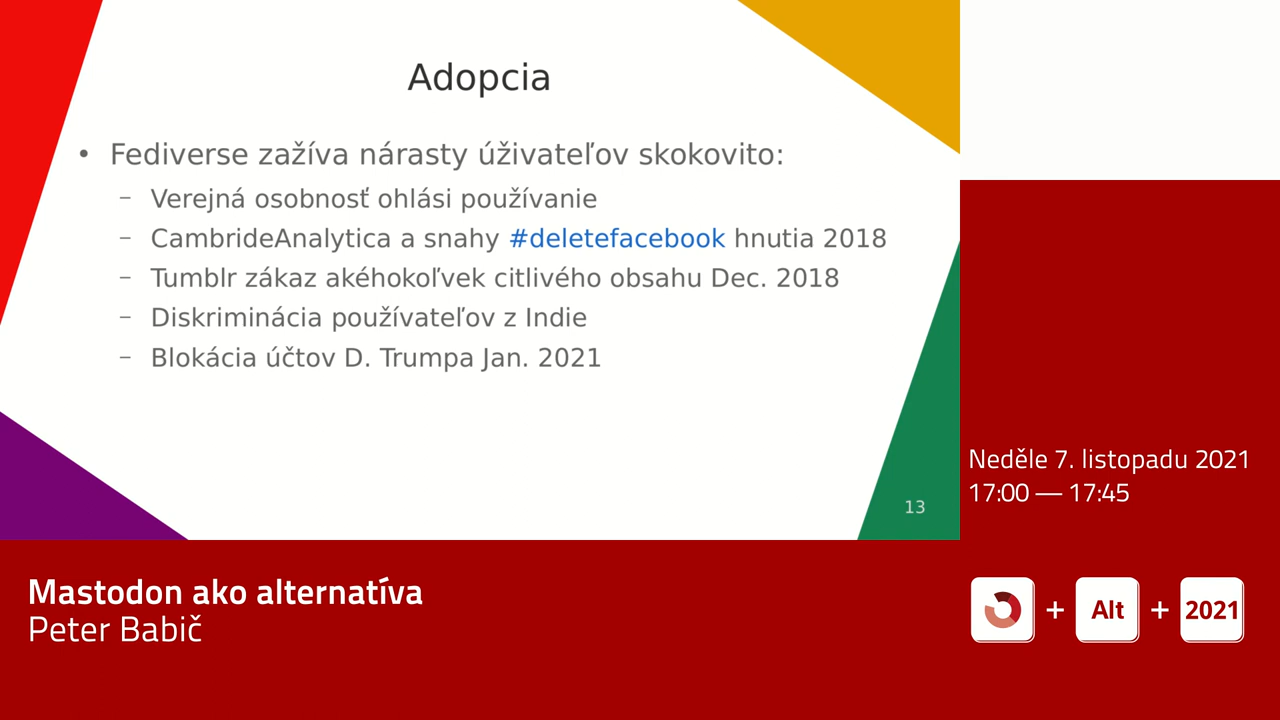 Adopcia
• Fediverse zažíva nárasty úživateľov skokovito:
– Verejná osobnosť ohlási používanie
– CambrideAnalytica a snahy #deletefacebook hnutia 2018
– Tumblr zákaz akéhokoľvek citlivého obsahu Dec. 2018
– Diskriminácia používateľov z Indie
– Blokácia účtov D. Trumpa Jan. 2021
13
Neděle 7. listopadu 2021
17:00 — 17:45
Mastodon ako alternatíva
Peter Babič
+ Alt + 2021